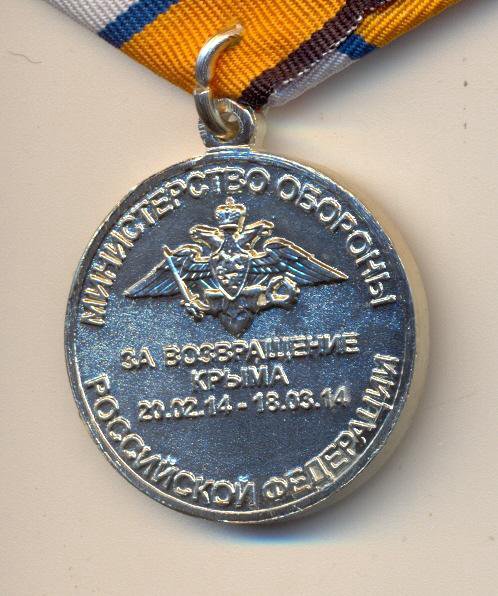 МИНИСТЕРСТВО ОБОРОНЫ
ЗА ВОЗВРАЩЕНИЕ
КРЫМА
20.02.14 - 18.03.14
РОССИЙСКОЙ ФЕДЕРАЦИИ